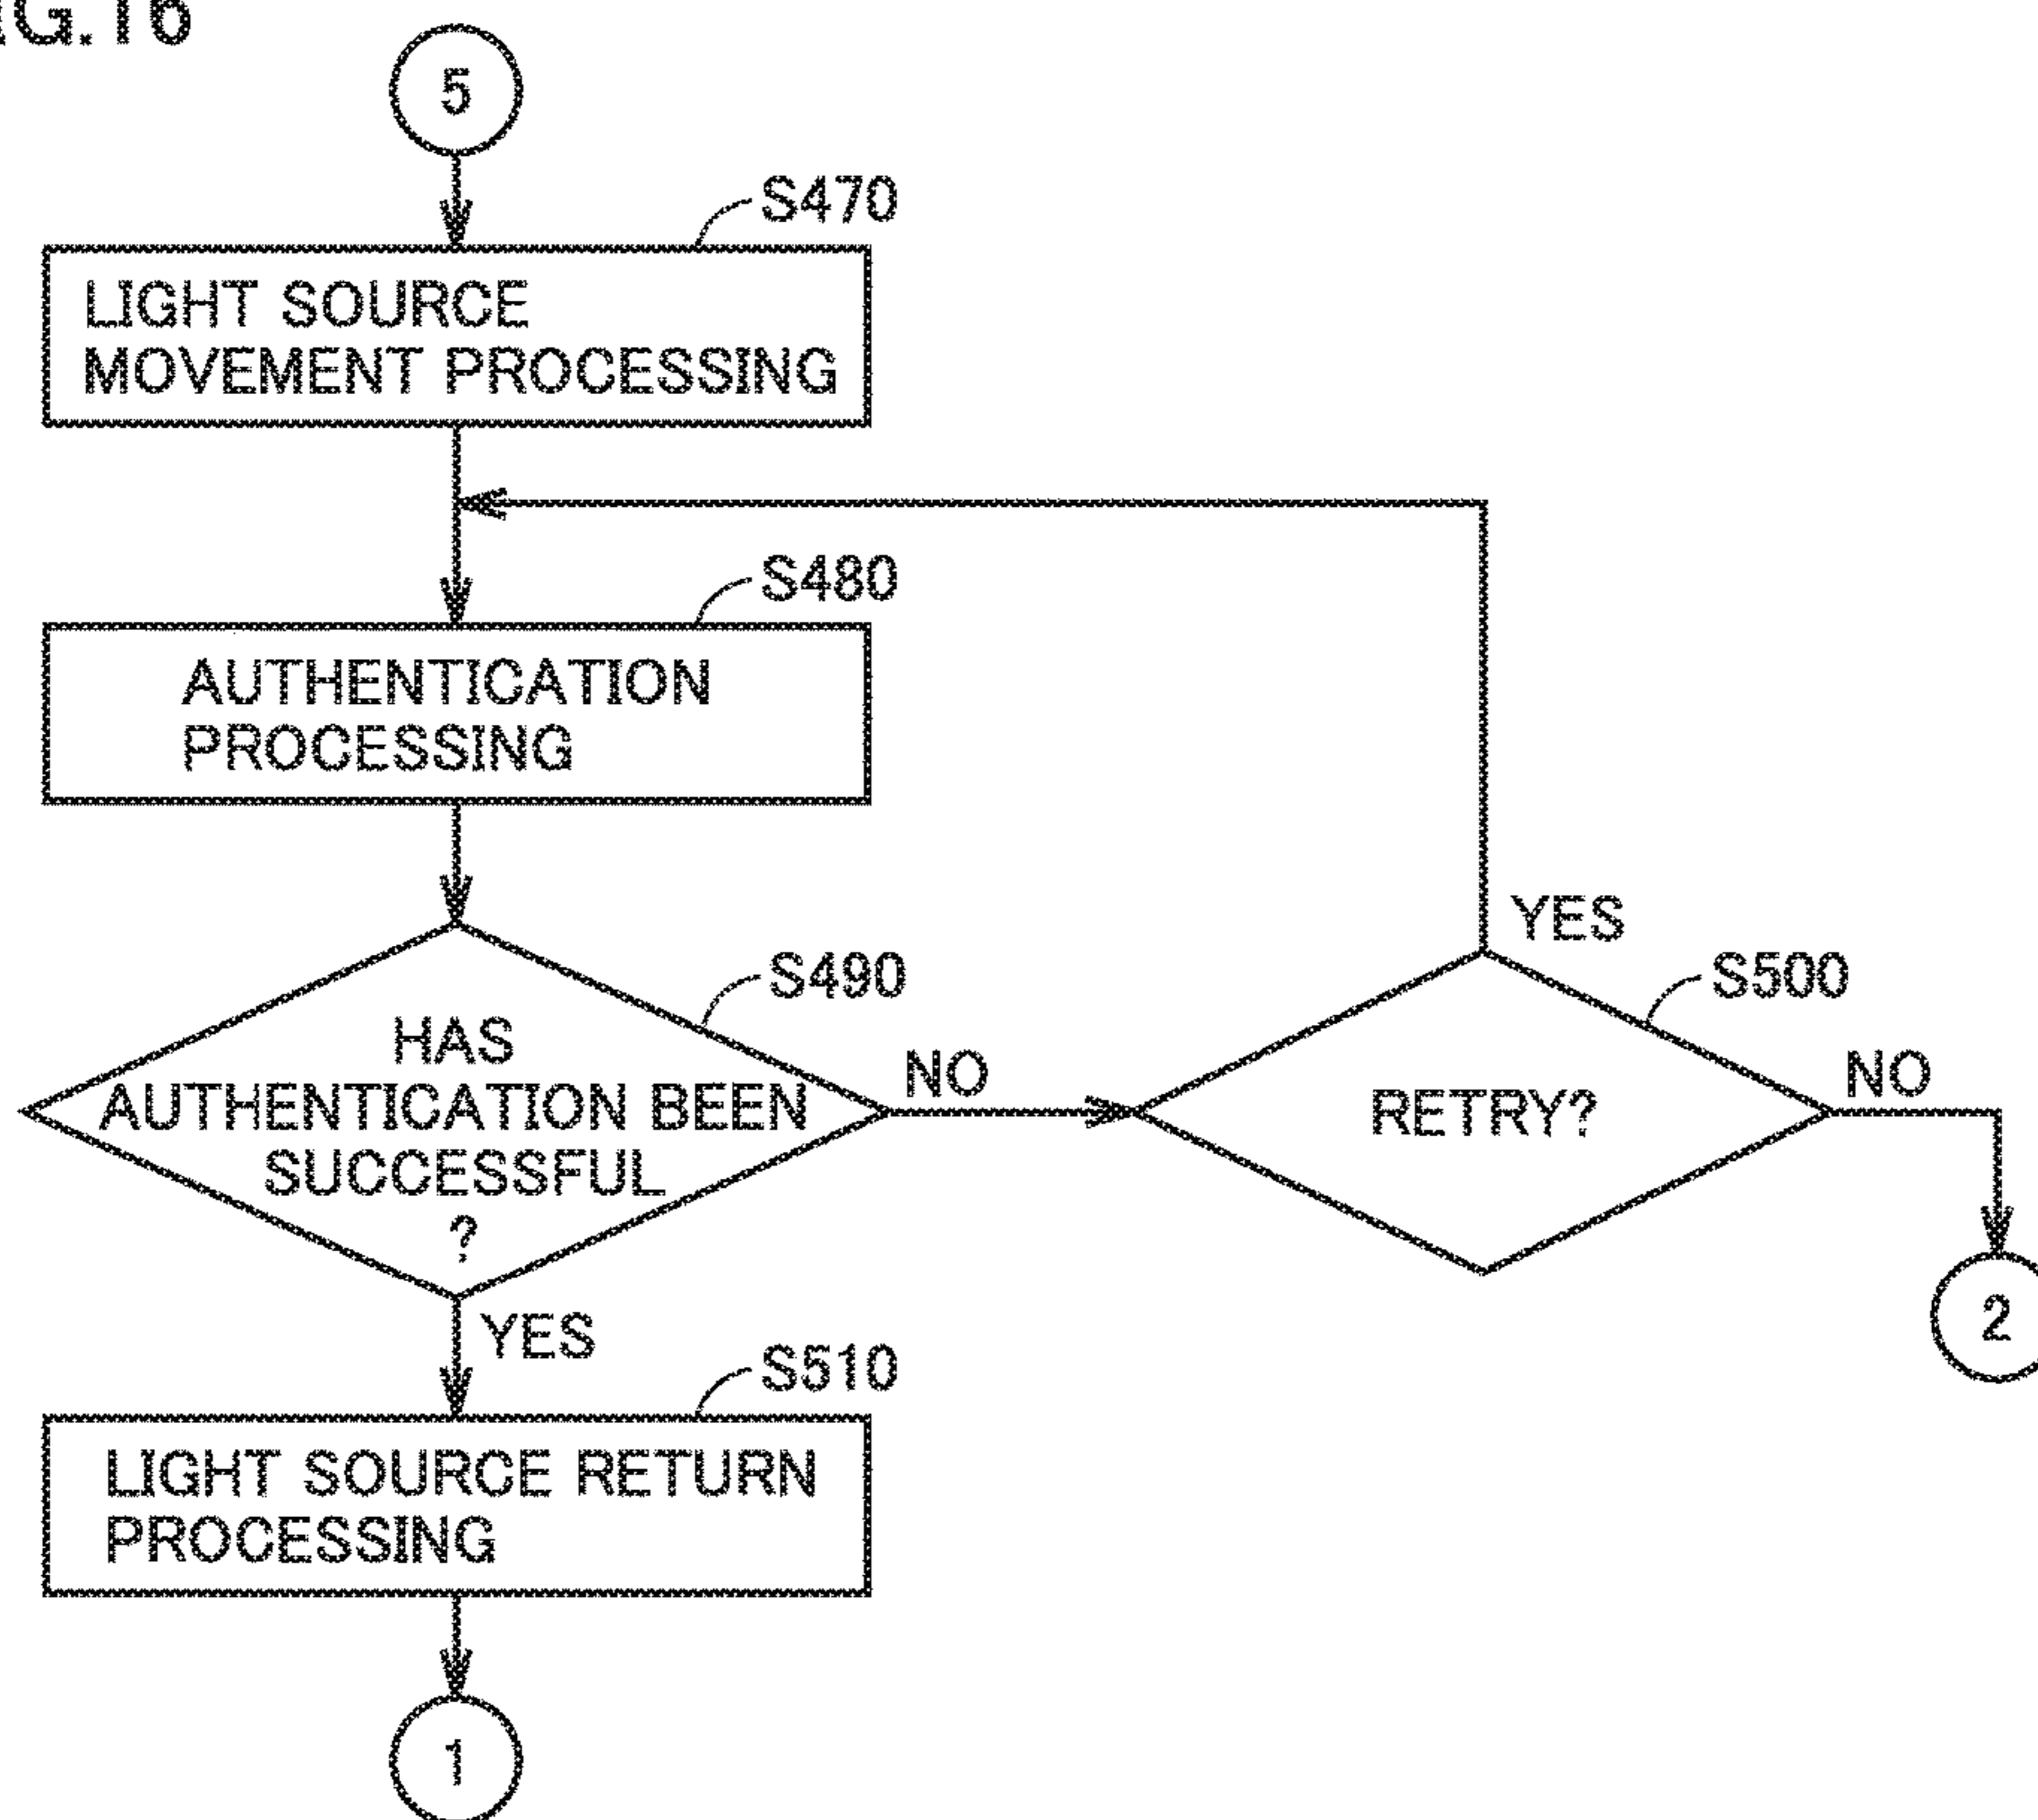 G.16
5
S470
LIGHT SOURCE
MOVEMENT PROCESSING
S480
AUTHENTICATION
PROCESSING
YES
S490
S500
HAS
AUTHENTICATION BEEN
SUCCESSFUL
?
NO
RETRY?
NO
YES
2
S510
LIGHT SOURCE RETURN
PROCESSING
1